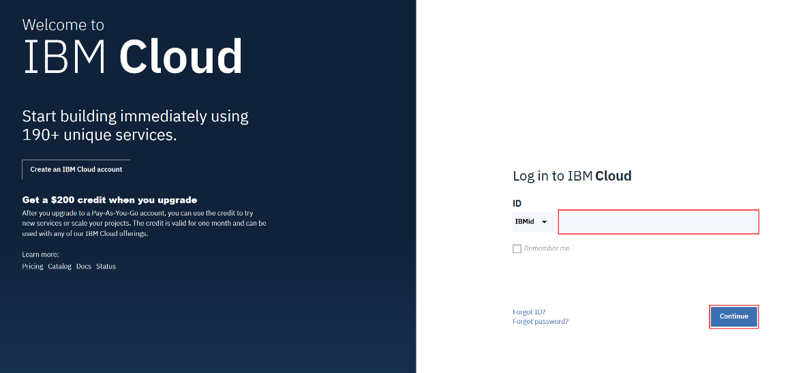 Welcome to
IBM Cloud
Start building immediately using
190+ unique services.
Create an IBM Cloud account
Get a $200 credit when you upgrade
After you upgrade to a Pay-As-You-Go account, you can use the credit to try
new services or scale your projects. The credit is valid for one month and can be
used with any of our IBM Cloud offerings.
Learn more:
Pricing Catalog Docs Status
Log in to IBM Cloud
ID
IBMid
Remember me
Forgot ID?
Forgot password?
Continue